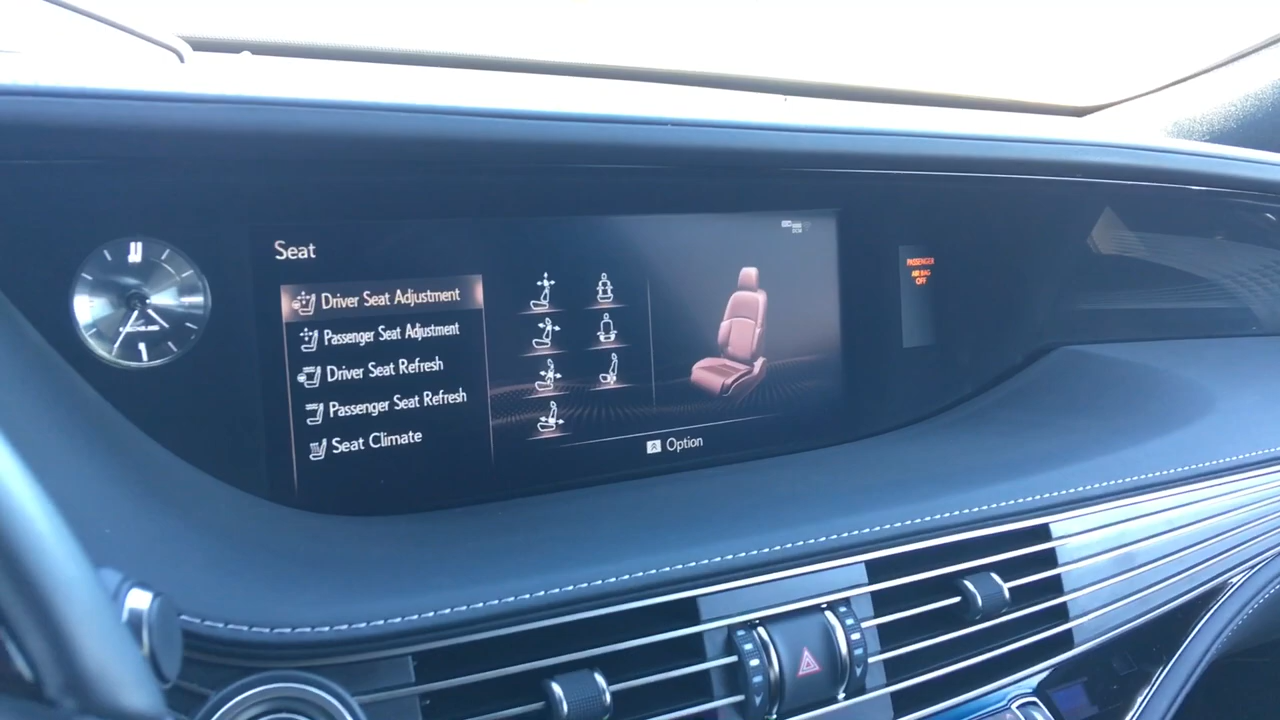 Seat
Driver Seat Adjustment
Passenger Seat Adjustment
Driver Seat Refresh
Passenger Seat Refresh
Seat Climate
Option
PASSENGER
AIR BAG
OFF